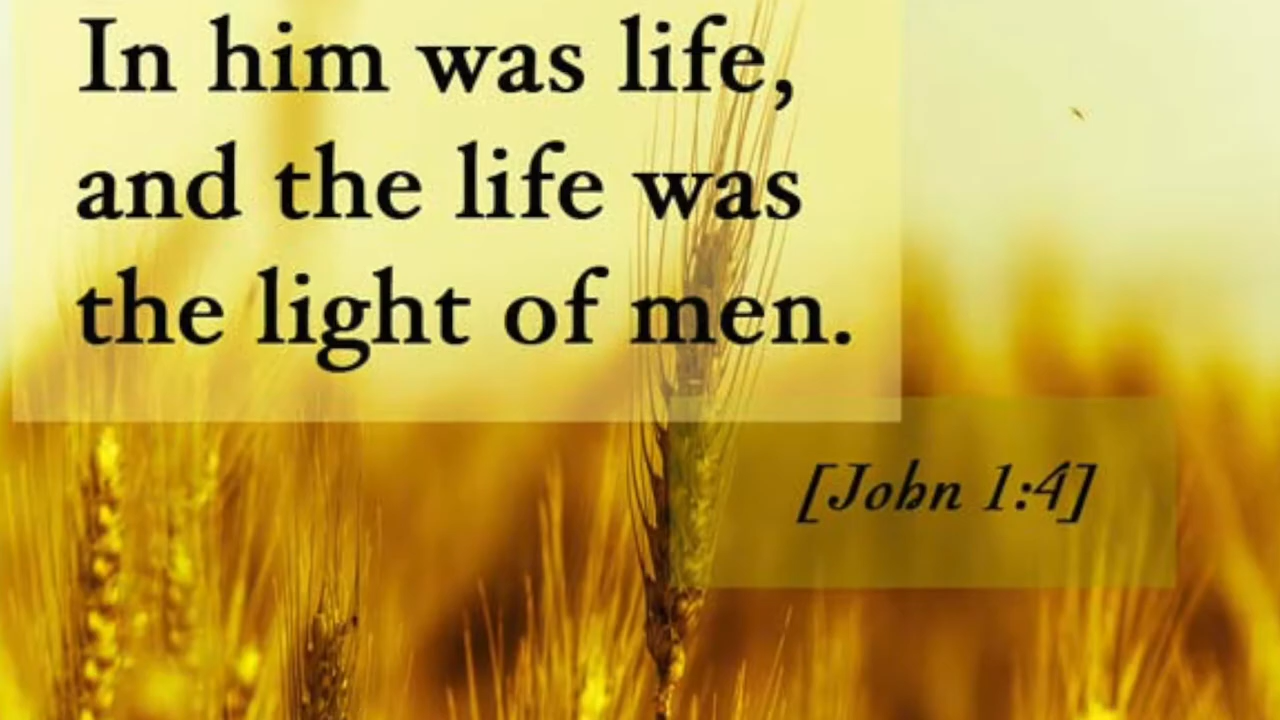 In him was life,
and the life was
the light of men.
[John 1:4]